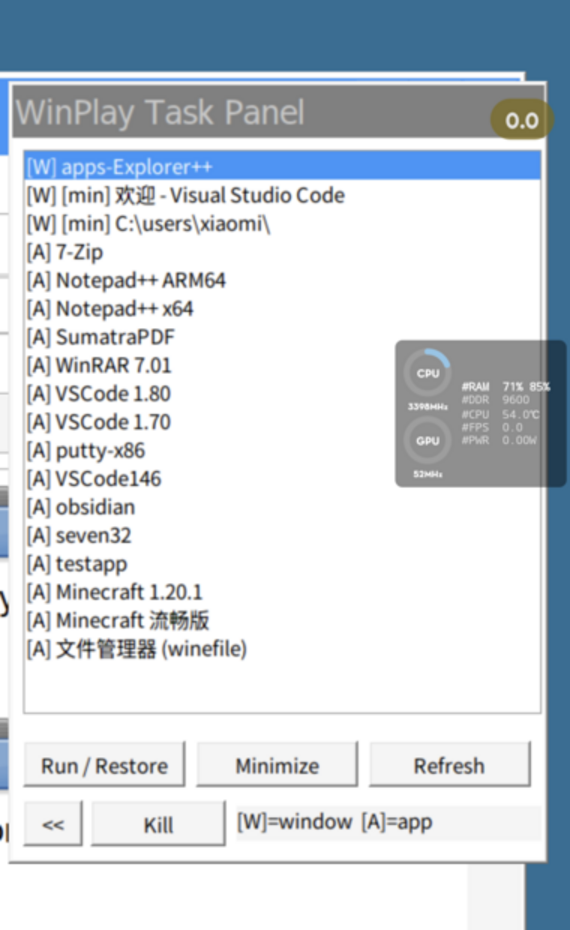 WinPlay Task Panel
0.0
[W] apps-Explorer++
[W] [min] 欢迎 - Visual Studio Code
[W] [min] C:\users\xiaomi\
[A] 7-Zip
[A] Notepad++ ARM64
[A] Notepad++ x64
[A] SumatraPDF
[A] WinRAR 7.01
[A] VSCode 1.80
[A] VSCode 1.70
[A] putty-x86
[A] VSCode146
[A] obsidian
[A] seven32
[A] testapp
[A] Minecraft 1.20.1
[A] Minecraft 流畅版
[A] 文件管理器 (winefile)
CPU
3398MHz
GPU
52MHz
#RAM 71% 85%
#DDR 9600
#CPU 54.0℃
#FPS 0.0
#PWR 0.00W
Run / Restore
Minimize
Refresh
<<
Kill
[W]=window [A]=app